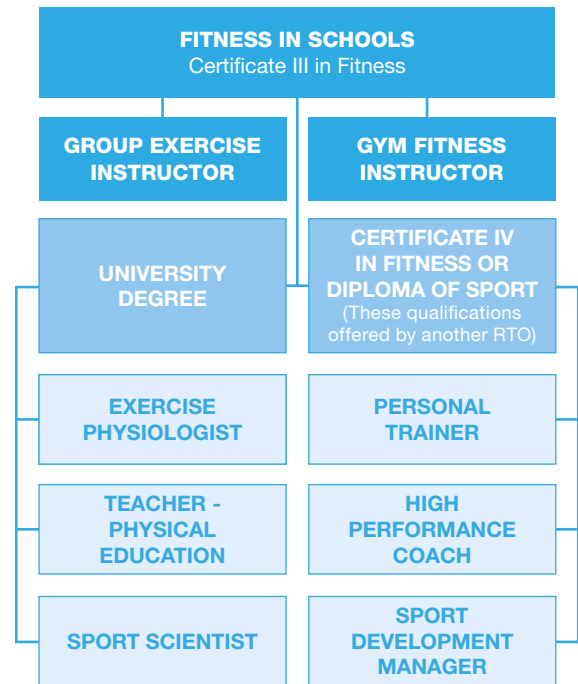 FITNESS IN SCHOOLS
Certificate III in Fitness
GROUP EXERCISE
INSTRUCTOR
GYM FITNESS
INSTRUCTOR
UNIVERSITY
DEGREE
CERTIFICATE IV
IN FITNESS OR
DIPLOMA OF SPORT
(These qualifications
offered by another RTO)
EXERCISE
PHYSIOLOGIST
PERSONAL
TRAINER
TEACHER -
PHYSICAL
EDUCATION
HIGH
PERFORMANCE
COACH
SPORT SCIENTIST
SPORT
DEVELOPMENT
MANAGER